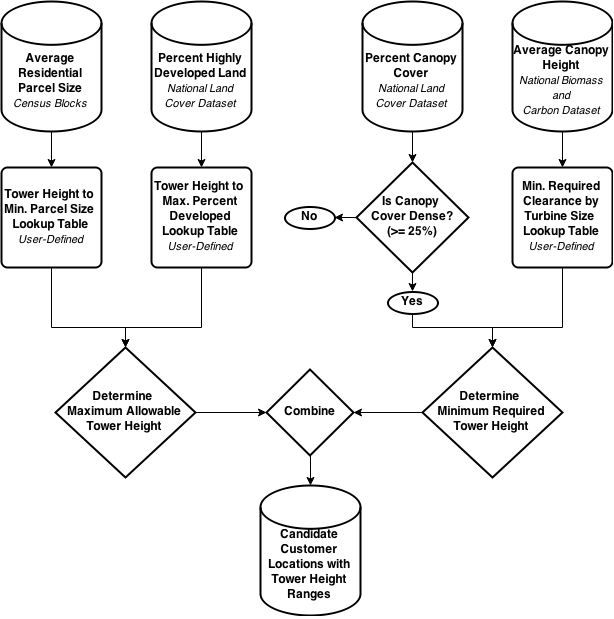 Average
Residential
Parcel Size
Census Blocks
Percent Highly
Developed Land
National Land
Cover Dataset
Percent Canopy
Cover
National Land
Cover Dataset
Average Canopy
Height
National Biomass
and
Carbon Dataset
Tower Height to
Min. Parcel Size
Lookup Table
User-Defined
Tower Height to
Max. Percent
Developed
Lookup Table
User-Defined
No
Is Canopy
Cover Dense?
(>= 25%)
Min. Required
Clearance by
Turbine Size
Lookup Table
User-Defined
Yes
Determine
Maximum Allowable
Tower Height
Combine
Determine
Minimum Required
Tower Height
Candidate
Customer
Locations with
Tower Height
Ranges